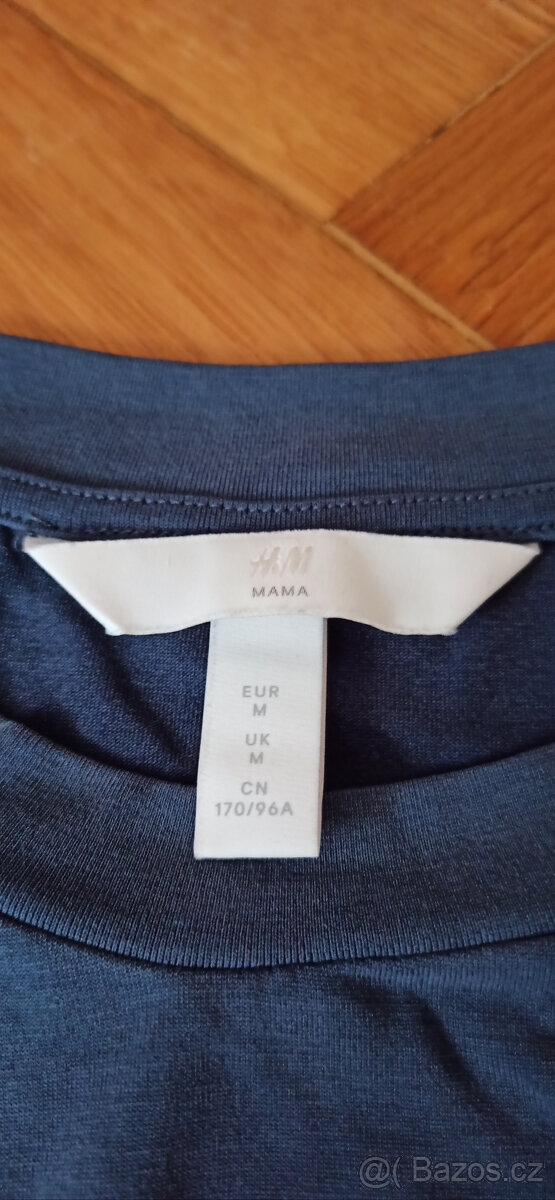 H&M
MAMA
EUR
M
UK
M
CN
170/96A
@( Bazos.cz